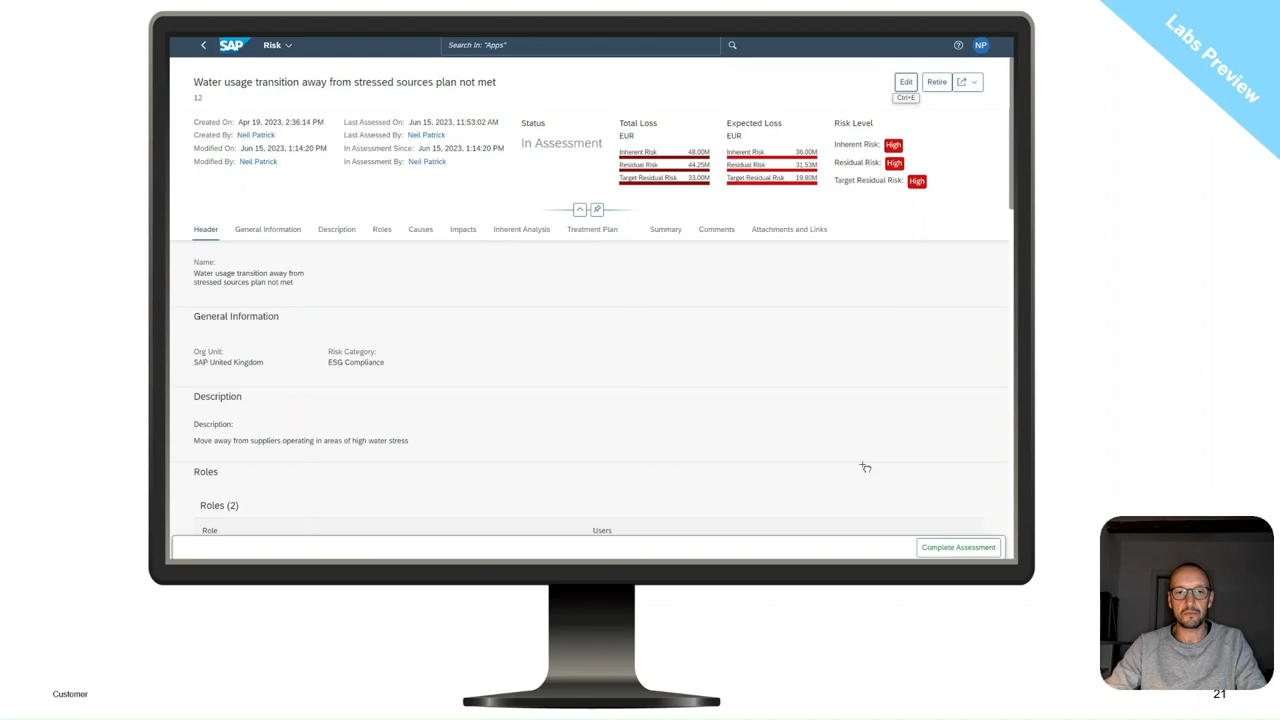 Labs Preview
SAP Risk Search In: "Apps" NP
Water usage transition away from stressed sources plan not met
12
Edit Retire
Ctrl+E
Created On: Apr 19, 2023, 2:36:14 PM
Created By: Neil Patrick
Modified On: Jun 15, 2023, 1:14:20 PM
Modified By: Neil Patrick
Last Assessed On: Jun 15, 2023, 11:53:02 AM
Last Assessed By: Neil Patrick
In Assessment Since: Jun 15, 2023, 1:14:20 PM
In Assessment By: Neil Patrick
Status
In Assessment
Total Loss
EUR
Inherent Risk 48.00M
Residual Risk 44.25M
Target Residual Risk 33.00M
Expected Loss
EUR
Inherent Risk 36.00M
Residual Risk 31.53M
Target Residual Risk 19.80M
Risk Level
Inherent Risk: High
Residual Risk: High
Target Residual Risk: High
Header General Information Description Roles Causes Impacts Inherent Analysis Treatment Plan Summary Comments Attachments and Links
Name:
Water usage transition away from
stressed sources plan not met
General Information
Org Unit: Risk Category:
SAP United Kingdom ESG Compliance
Description
Description:
Move away from suppliers operating in areas of high water stress
Roles
Roles (2)
Role Users
Complete Assessment
Customer 21